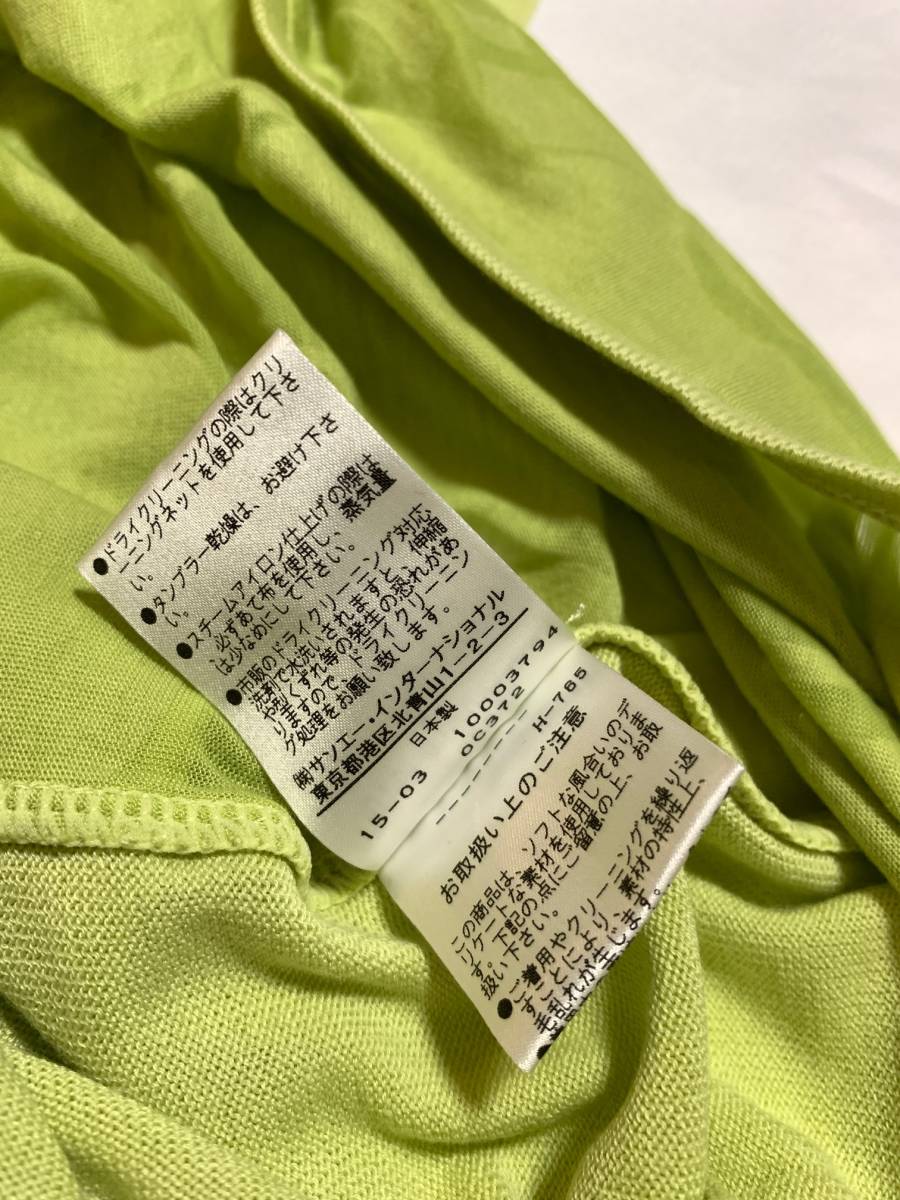 ●ドライクリーニングの際はクリ
ーニングネットを使用して下さ
い。
●タンブラー乾燥は、お避け下さ
い。
●スチームアイロン仕上げの際は
必ずあて布を使用し、蒸気量
は少なめにして下さい。
●市販のドライクリーニング対応
洗剤で水洗いされますと、伸縮
や型くずれ等の発生の恐れがあ
りますので、ドライクリーニン
グ処理をお願い致します。
㈱サンエー・インターナショナル
東京都港区北青山1-2-3
日本製
15-03 10003794
0C372
------- H-765
お取扱い上のご注意
この商品は、ソフトな風合いのデ
リケートな素材を使用しておりま
す。下記の点にご留意の上、お取
扱い下さい。
●ご着用やクリーニングを繰り返
すことにより、素材の特性上、
毛乱れが生じます。